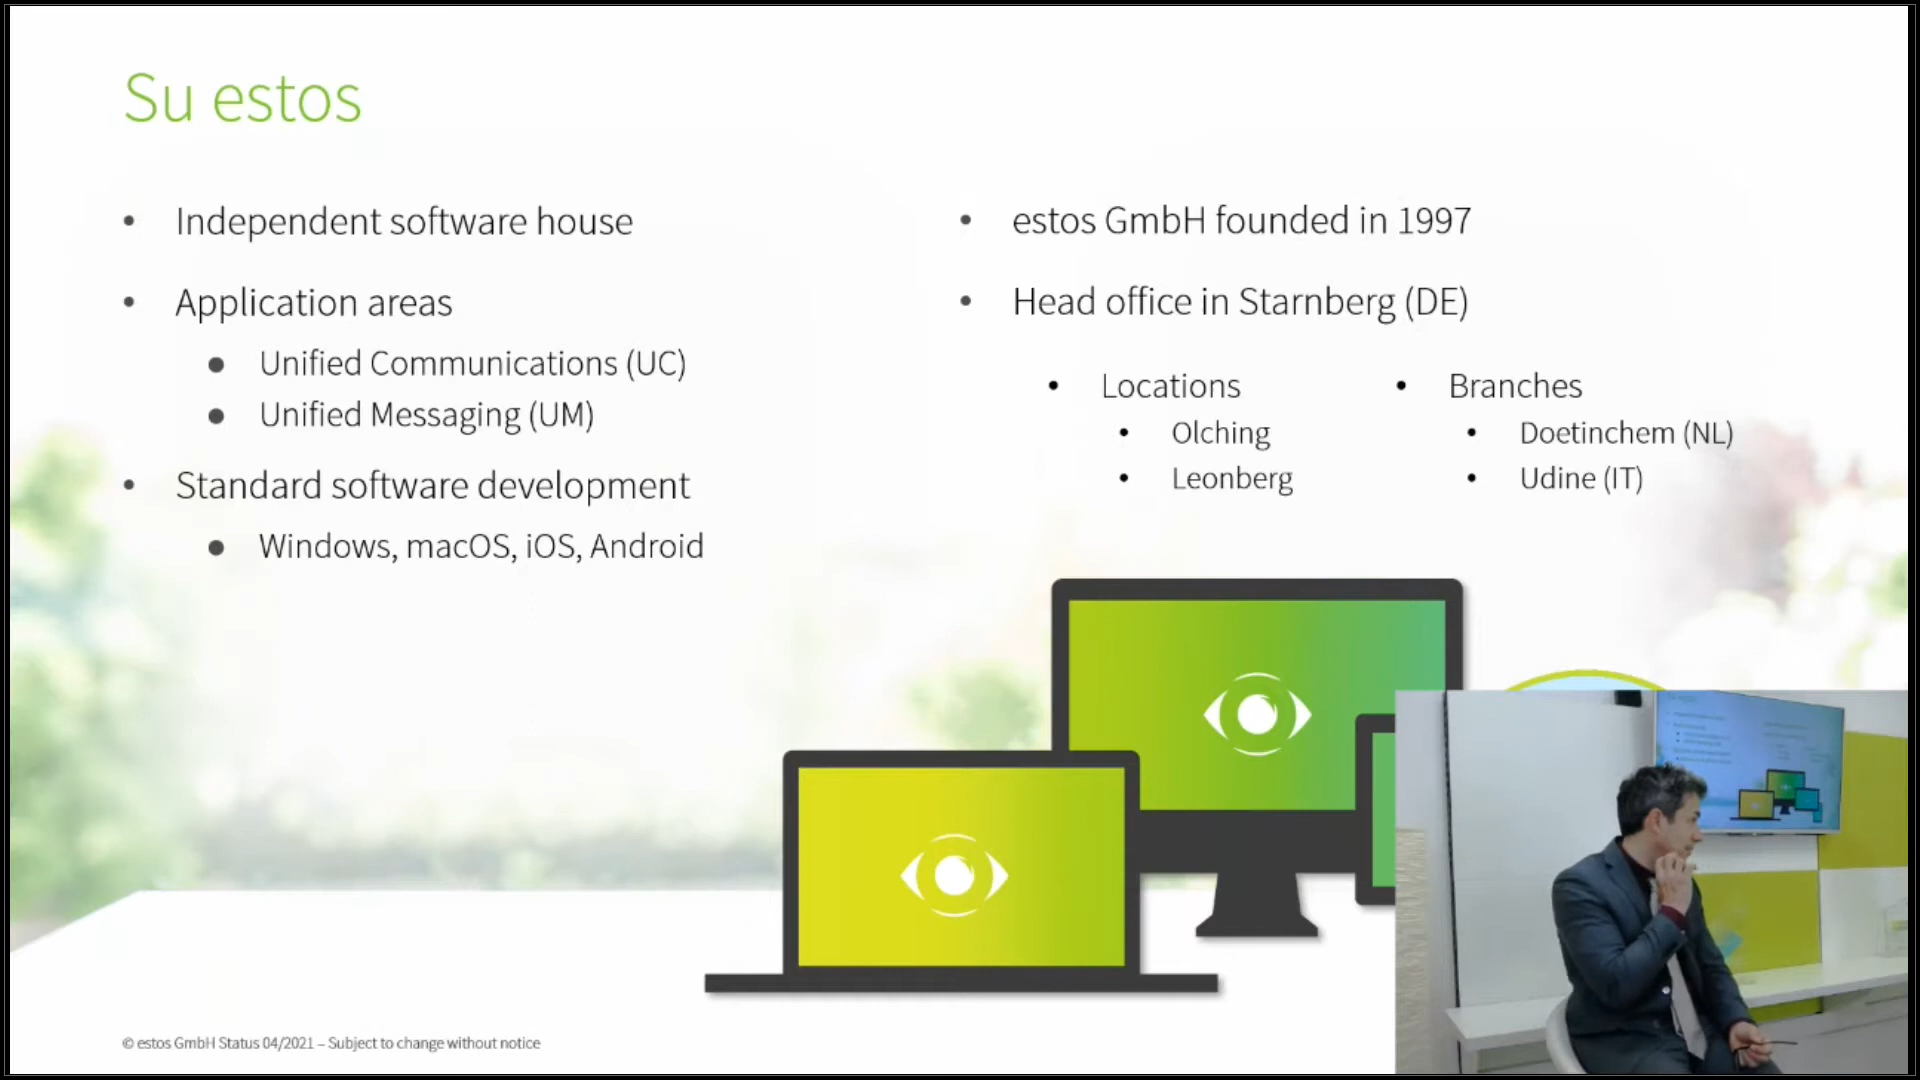 Su estos
• Independent software house
• Application areas
● Unified Communications (UC)
● Unified Messaging (UM)
• Standard software development
● Windows, macOS, iOS, Android
• estos GmbH founded in 1997
• Head office in Starnberg (DE)
• Locations
• Olching
• Leonberg
• Branches
• Doetinchem (NL)
• Udine (IT)
© estos GmbH Status 04/2021 – Subject to change without notice